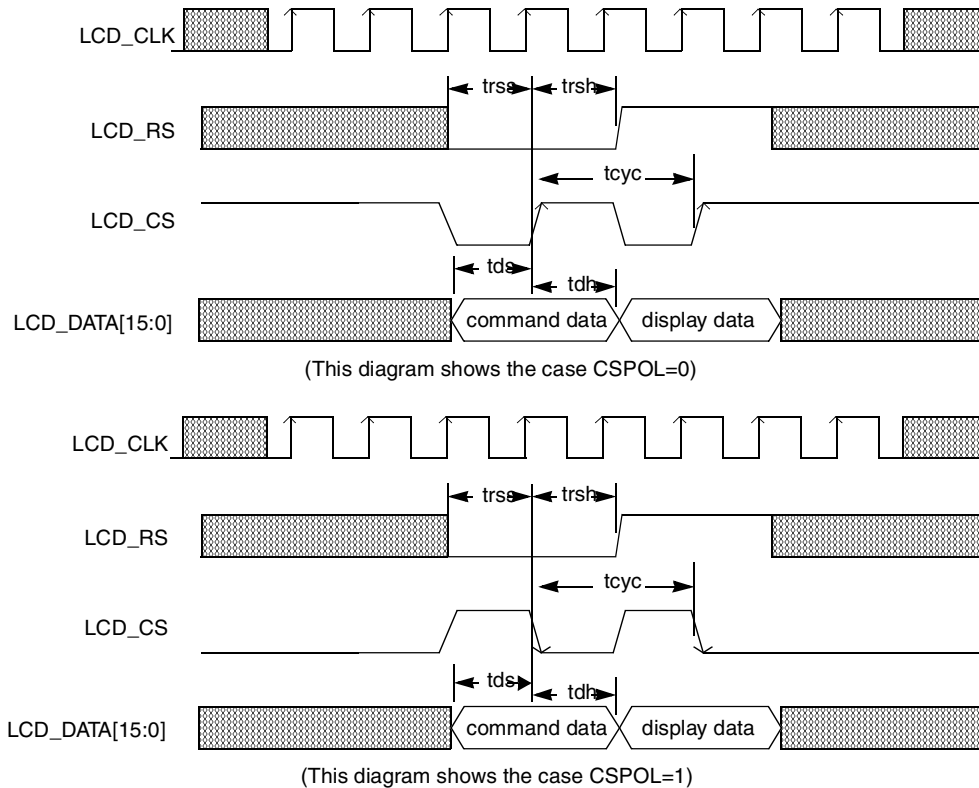 LCD_CLK
trss
trsh
LCD_RS
tcyc
LCD_CS
tds
tdh
LCD_DATA[15:0]
command data
display data
(This diagram shows the case CSPOL=0)
LCD_CLK
trss
trsh
LCD_RS
tcyc
LCD_CS
tds
tdh
LCD_DATA[15:0]
command data
display data
(This diagram shows the case CSPOL=1)